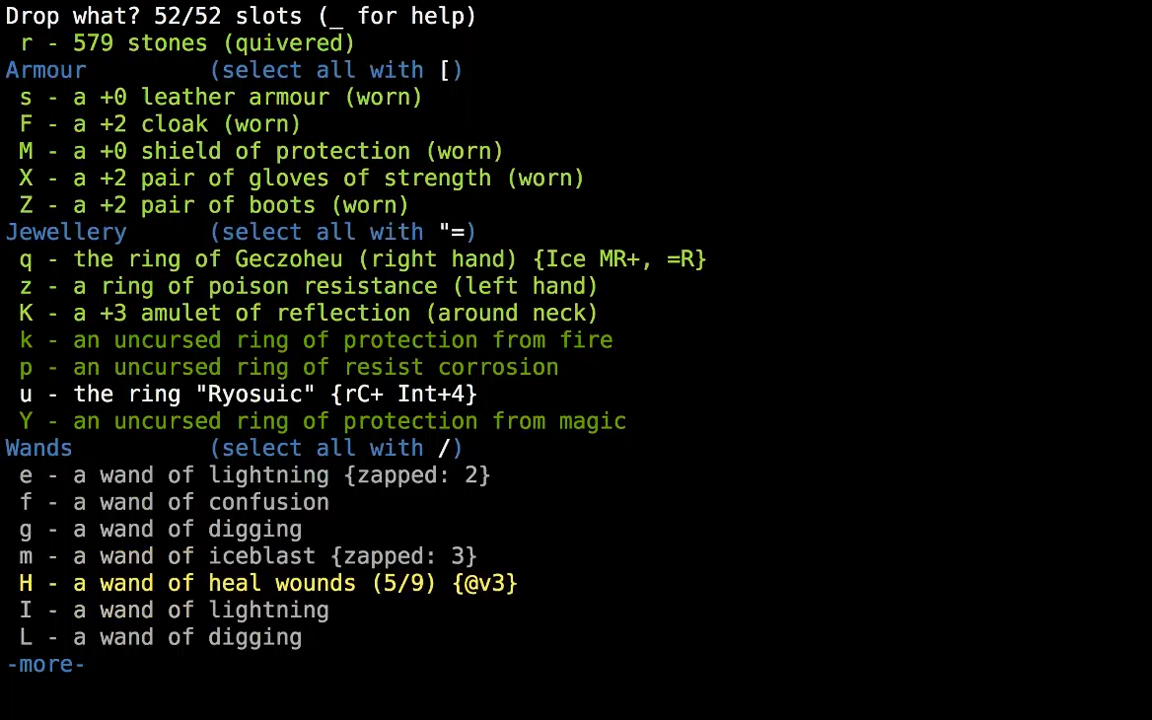 Drop what? 52/52 slots (_ for help)
r - 579 stones (quivered)
Armour (select all with [)
s - a +0 leather armour (worn)
F - a +2 cloak (worn)
M - a +0 shield of protection (worn)
X - a +2 pair of gloves of strength (worn)
Z - a +2 pair of boots (worn)
Jewellery (select all with "=)
q - the ring of Geczoheu (right hand) {Ice MR+, =R}
z - a ring of poison resistance (left hand)
K - a +3 amulet of reflection (around neck)
k - an uncursed ring of protection from fire
p - an uncursed ring of resist corrosion
u - the ring "Ryosuic" {rC+ Int+4}
Y - an uncursed ring of protection from magic
Wands (select all with /)
e - a wand of lightning {zapped: 2}
f - a wand of confusion
g - a wand of digging
m - a wand of iceblast {zapped: 3}
H - a wand of heal wounds (5/9) {@v3}
I - a wand of lightning
L - a wand of digging
-more-